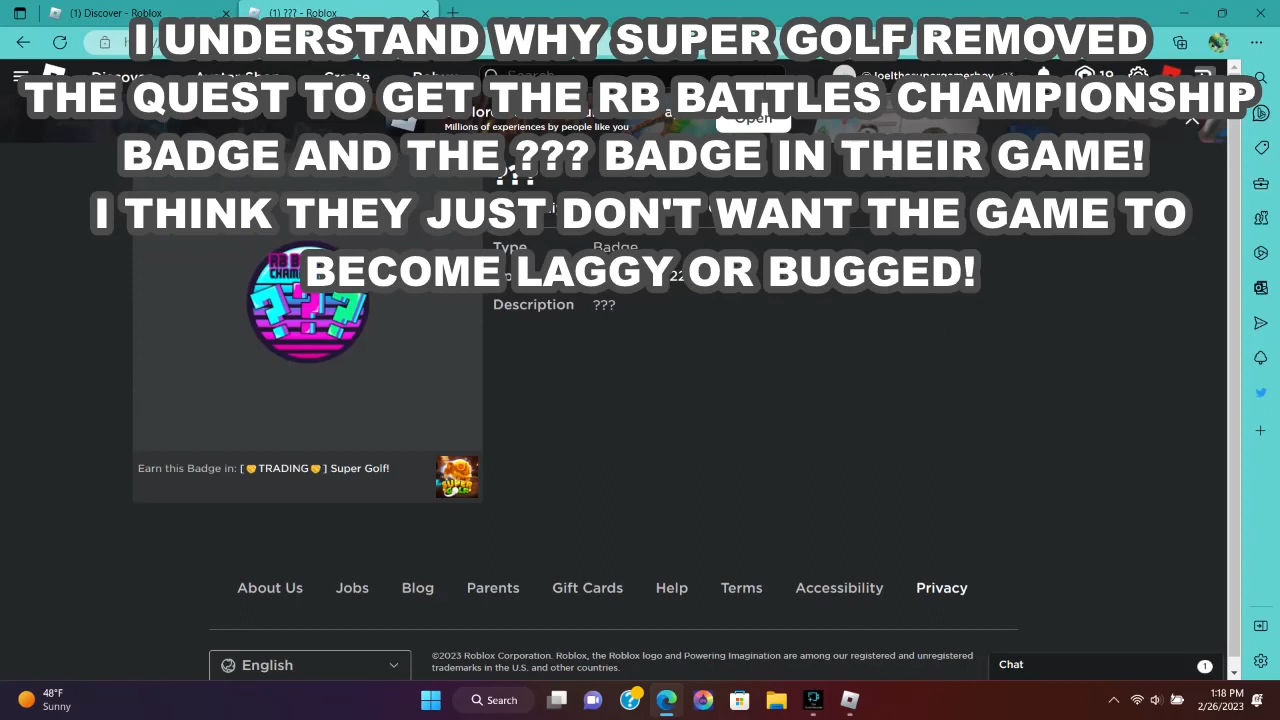 (1) Discover - Roblox
(1) ??? - Roblox
I UNDERSTAND WHY SUPER GOLF REMOVED
THE QUEST TO GET THE RB BATTLES CHAMPIONSHIP
BADGE AND THE ??? BADGE IN THEIR GAME!
I THINK THEY JUST DON'T WANT THE GAME TO
BECOME LAGGY OR BUGGED!
Millions of experiences by people like you
Open
???
Type Badge
Description ???
Earn this Badge in: [ 🥊TRADING🥊 ] Super Golf!
About Us Jobs Blog Parents Gift Cards Help Terms Accessibility Privacy
English
©2023 Roblox Corporation. Roblox, the Roblox logo and Powering Imagination are among our registered and unregistered
trademarks in the U.S. and other countries.
Chat 1
48°F
Sunny
Search
1:18 PM
2/26/2023